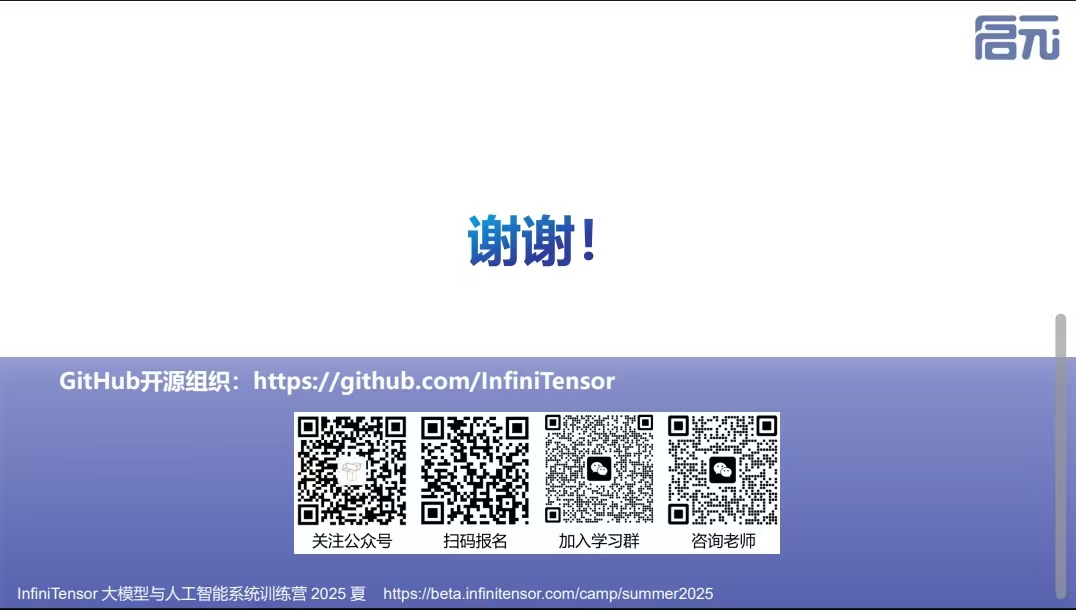 启元
谢谢！
GitHub开源组织：https://github.com/InfiniTensor
关注公众号 扫码报名 加入学习群 咨询老师
InfiniTensor 大模型与人工智能系统训练营 2025 夏 https://beta.infinitensor.com/camp/summer2025